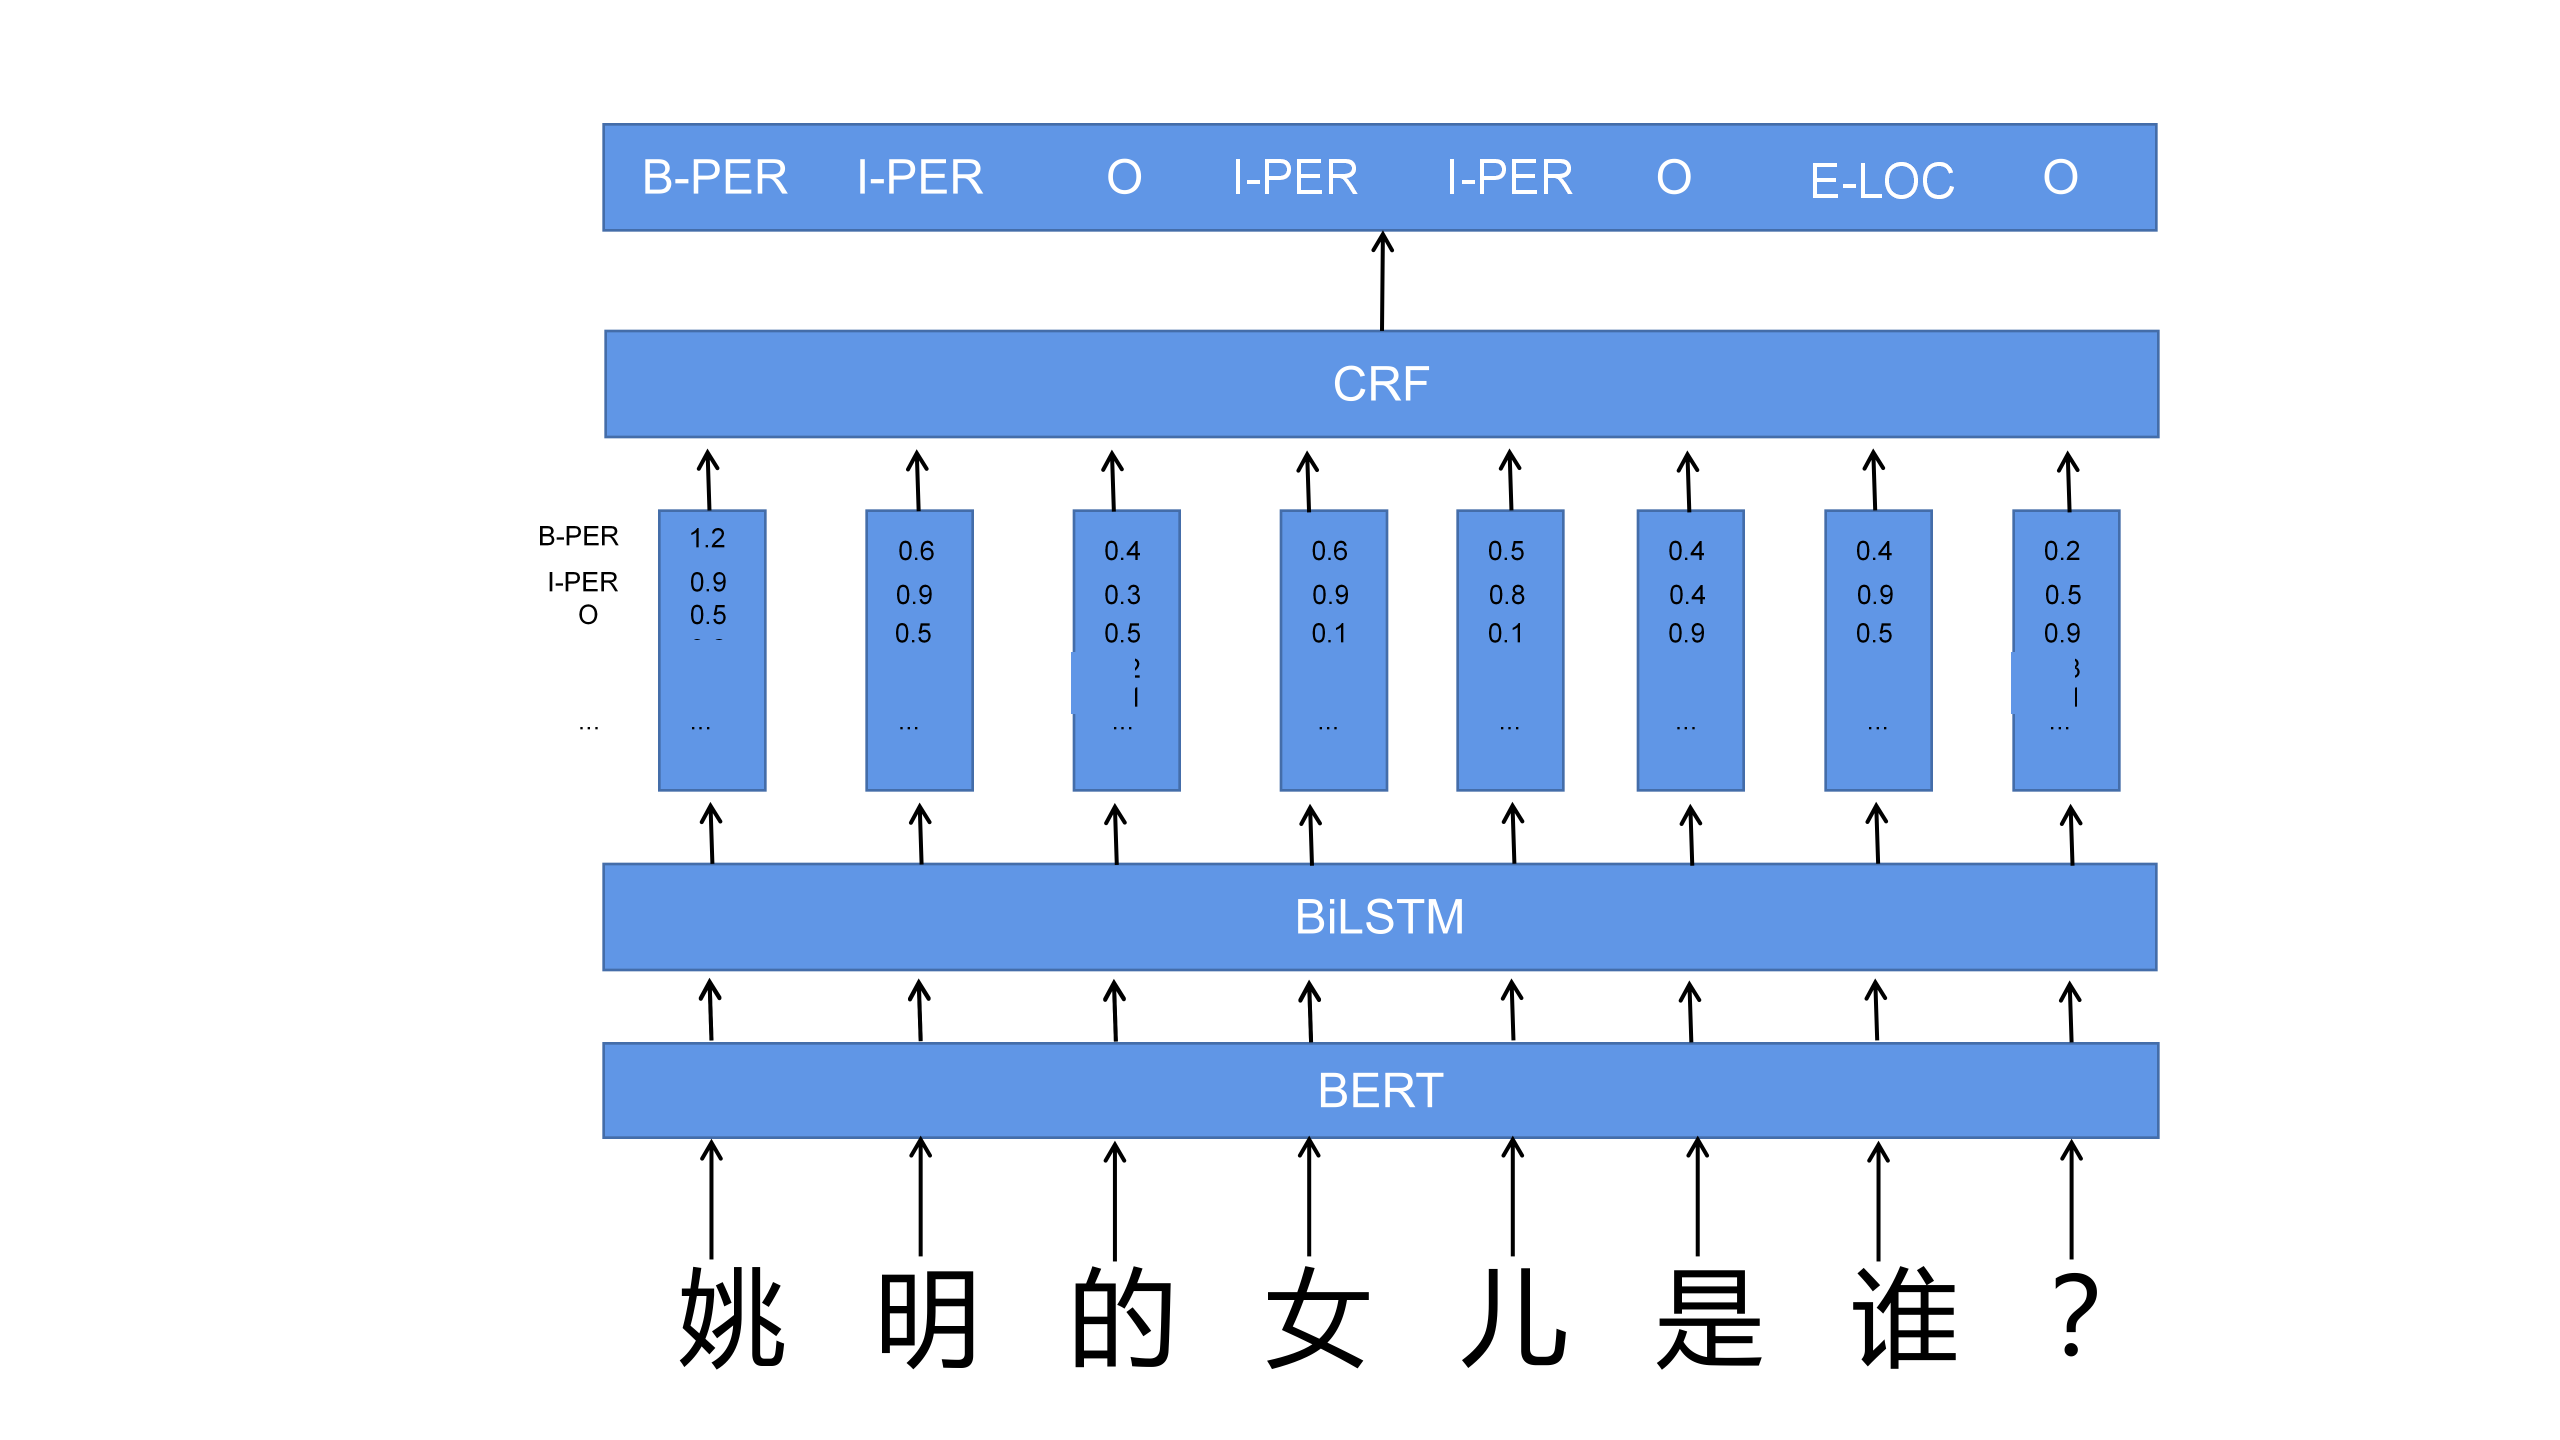 B-PER I-PER O I-PER I-PER O E-LOC O
CRF
B-PER 1.2 0.6 0.4 0.6 0.5 0.4 0.4 0.2
I-PER 0.9 0.9 0.3 0.9 0.8 0.4 0.9 0.5
O 0.5 0.5 0.5 0.1 0.1 0.9 0.5 0.9
... ... ... ... ... ... ... ... ...
BiLSTM
BERT
姚明的女儿是谁？